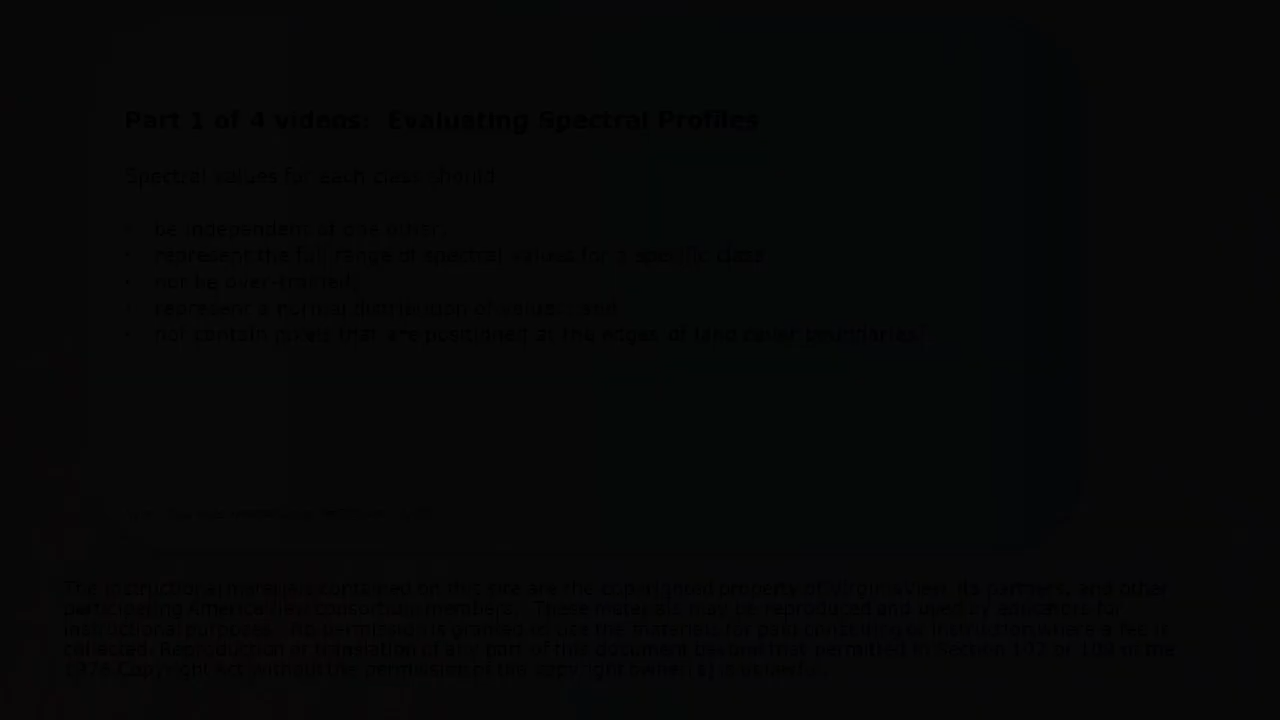 Part 1 of 4 videos: Evaluating Spectral Profiles
Spectral values for each class should
• be independent of one other,
• represent the full range of spectral values for a specific class
• not be over-trained,
• represent a normal distribution of values, and
• not contain pixels that are positioned at the edges of land cover boundaries.
The instructional materials contained on this site are the copyrighted property of VirginiaView, its partners, and other
participating AmericaView consortium members. These materials may be reproduced and used by educators for
instructional purposes. No permission is granted to use the materials for paid consulting or instruction where a fee is
collected. Reproduction or translation of any part of this document beyond that permitted in Section 107 or 108 of the
1976 Copyright Act without the permission of the copyright owner(s) is unlawful.